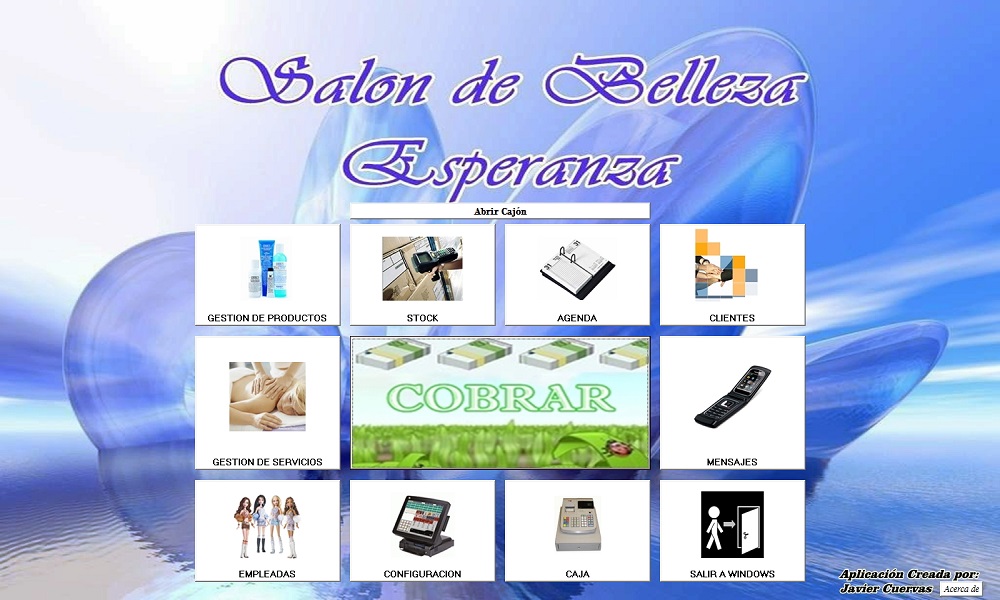 Salon de Belleza
Esperanza
Abrir Cajón
GESTION DE PRODUCTOS
STOCK
AGENDA
CLIENTES
GESTION DE SERVICIOS
COBRAR
MENSAJES
EMPLEADAS
CONFIGURACION
CAJA
SALIR A WINDOWS
Aplicación Creada por:
Javier Cuervas
Acerca de